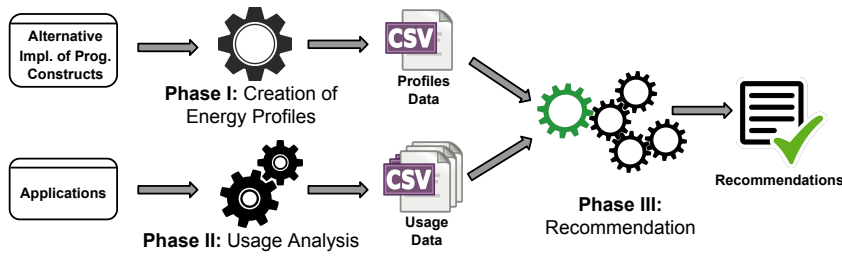 Alternative
Impl. of Prog.
Constructs
Phase I: Creation of
Energy Profiles
CSV
Profiles
Data
Applications
Phase II: Usage Analysis
CSV
Usage
Data
Phase III:
Recommendation
Recommendations